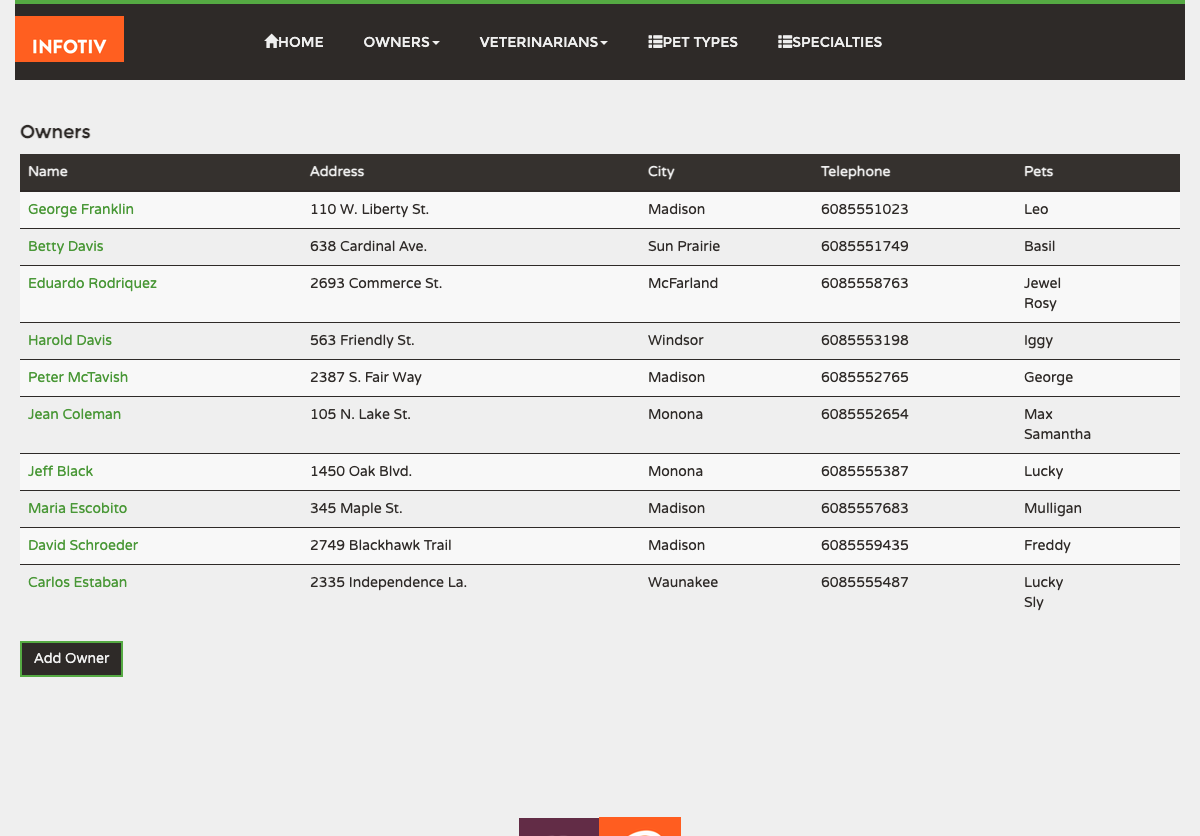 INFOTIV HOME OWNERS VETERINARIANS PET TYPES SPECIALTIES
Owners
Name Address City Telephone Pets
George Franklin 110 W. Liberty St. Madison 6085551023 Leo
Betty Davis 638 Cardinal Ave. Sun Prairie 6085551749 Basil
Eduardo Rodriquez 2693 Commerce St. McFarland 6085558763 Jewel
Rosy
Harold Davis 563 Friendly St. Windsor 6085553198 Iggy
Peter McTavish 2387 S. Fair Way Madison 6085552765 George
Jean Coleman 105 N. Lake St. Monona 6085552654 Max
Samantha
Jeff Black 1450 Oak Blvd. Monona 6085555387 Lucky
Maria Escobito 345 Maple St. Madison 6085557683 Mulligan
David Schroeder 2749 Blackhawk Trail Madison 6085559435 Freddy
Carlos Estaban 2335 Independence La. Waunakee 6085555487 Lucky
Sly
Add Owner